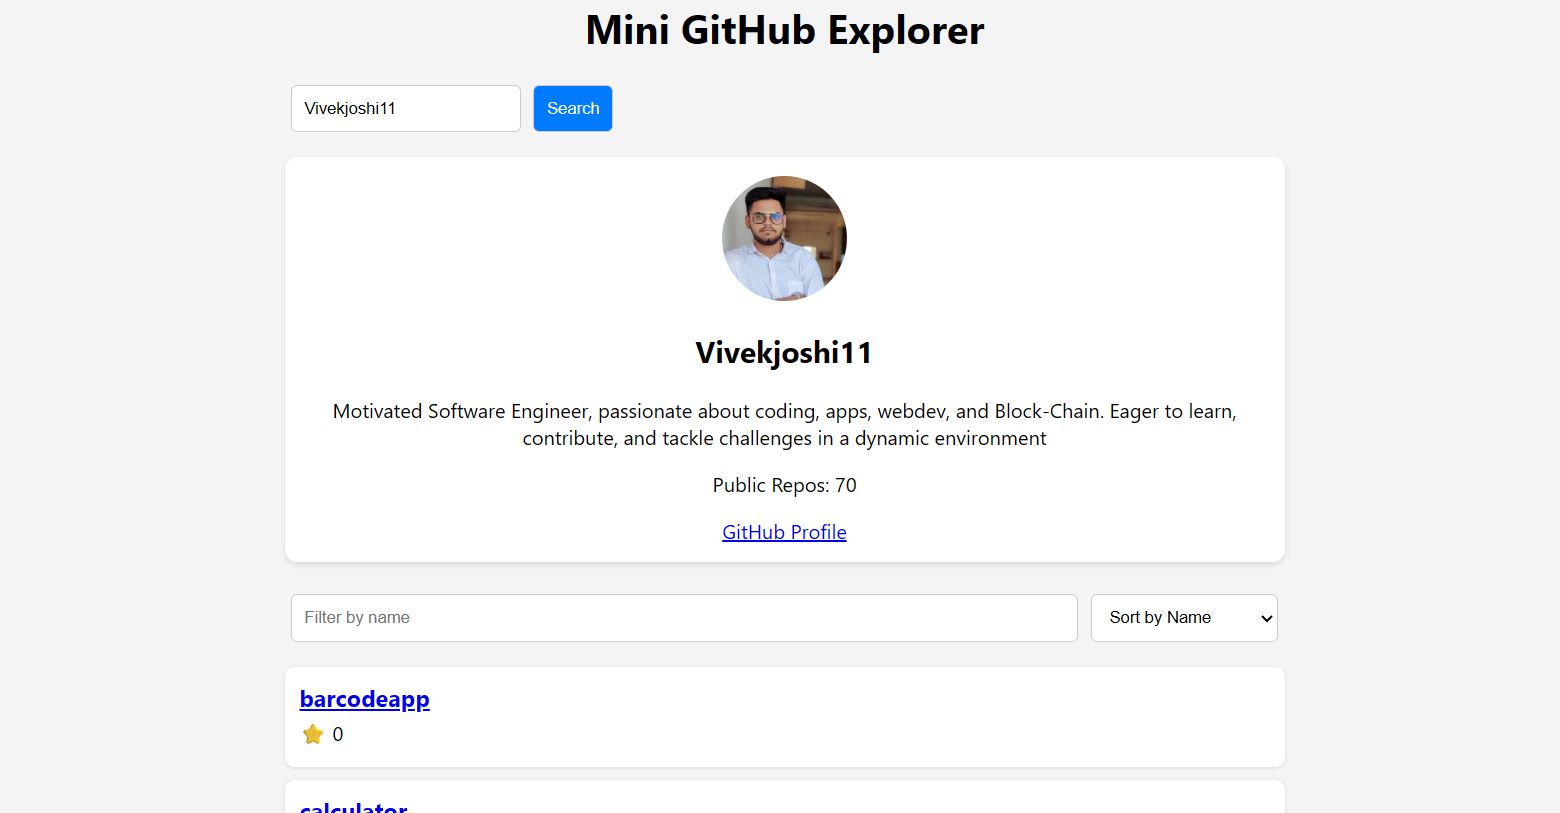 Mini GitHub Explorer
Vivekjoshi11
Search
Vivekjoshi11
Motivated Software Engineer, passionate about coding, apps, webdev, and Block-Chain. Eager to learn,
contribute, and tackle challenges in a dynamic environment
Public Repos: 70
GitHub Profile
Filter by name
Sort by Name
barcodeapp
0
calculator